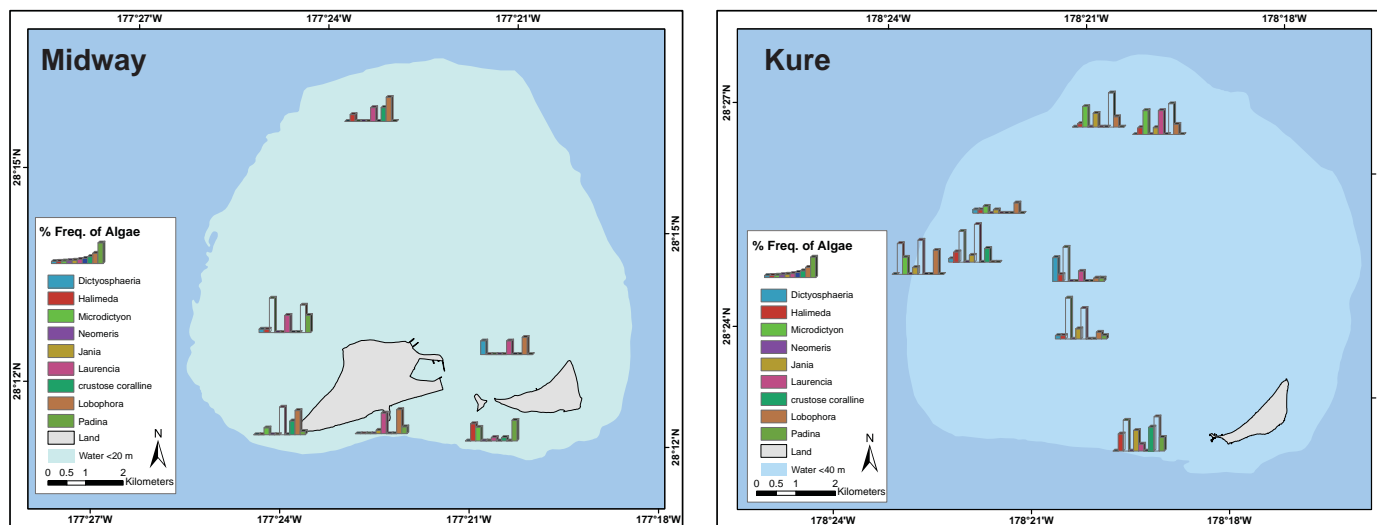 177°27'W 177°24'W 177°21'W
Midway
28°15'N
28°15'N
% Freq. of Algae
Dictyosphaeria
Halimeda
Microdictyon
Neomeris
Jania
Laurencia
crustose coralline
Lobophora
Padina
Land
Water <20 m
N
0 0.5 1 2
Kilometers
28°12'N
28°12'N
177°27'W 177°24'W 177°21'W 177°18'W
178°24'W 178°21'W 178°18'W
Kure
28°27'N
28°24'N
% Freq. of Algae
Dictyosphaeria
Halimeda
Microdictyon
Neomeris
Jania
Laurencia
crustose coralline
Lobophora
Padina
Land
Water <40 m
N
0 0.5 1 2
Kilometers
178°24'W 178°21'W 178°18'W